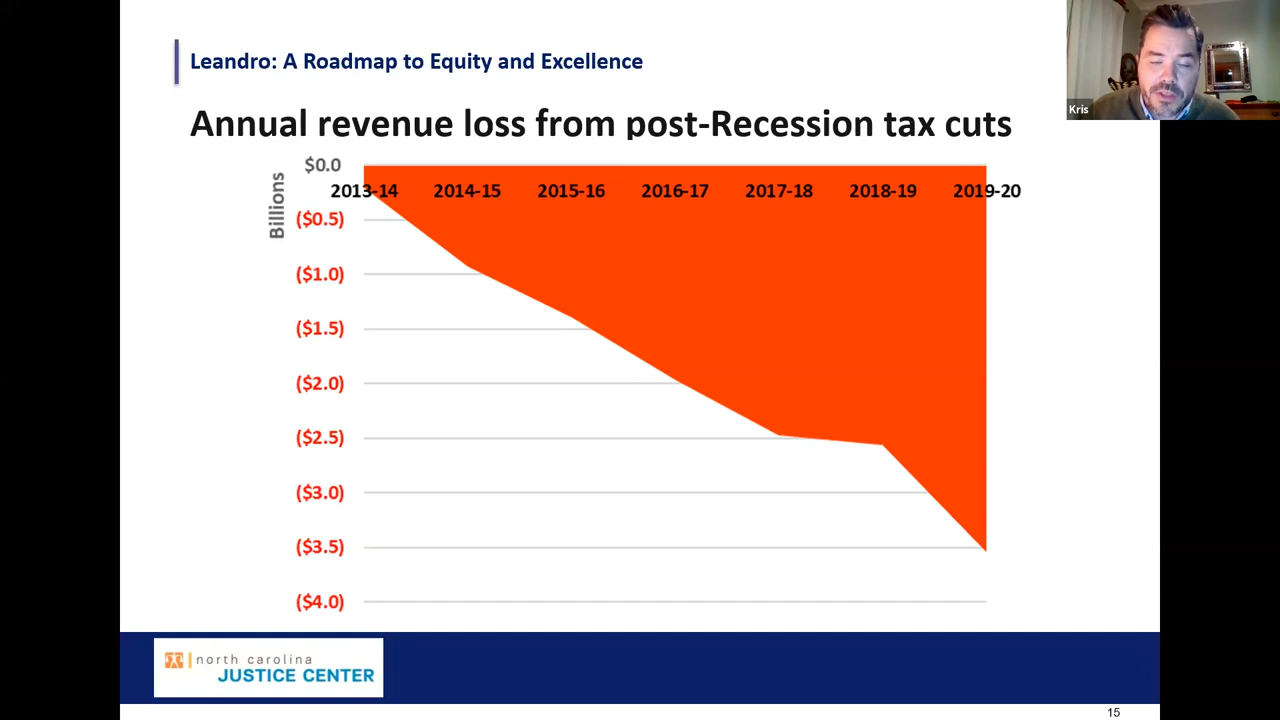 Leandro: A Roadmap to Equity and Excellence
Kris
Annual revenue loss from post-Recession tax cuts
Billions
$0.0
2013-14 2014-15 2015-16 2016-17 2017-18 2018-19 2019-20
($0.5)
($1.0)
($1.5)
($2.0)
($2.5)
($3.0)
($3.5)
($4.0)
north carolina
JUSTICE CENTER
15